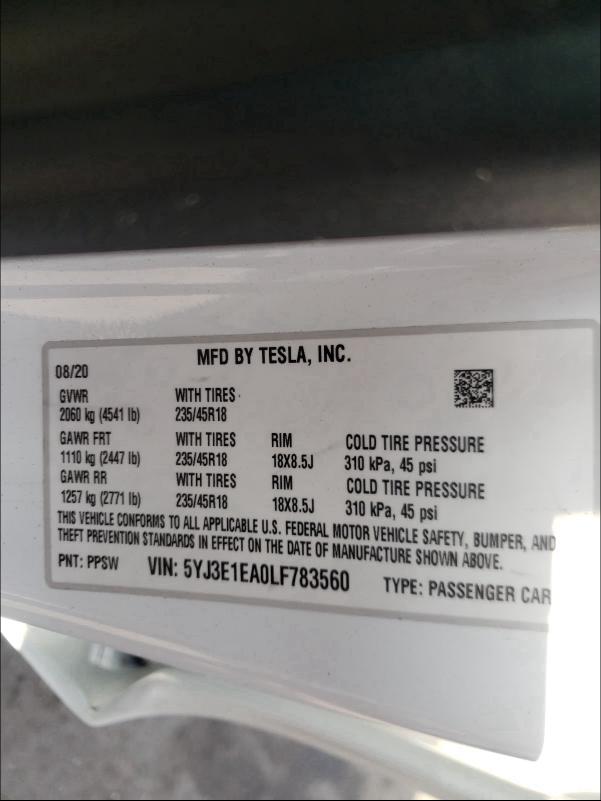 MFD BY TESLA, INC.
08/20
GVWR WITH TIRES
2060 kg (4541 lb) 235/45R18
GAWR FRT WITH TIRES RIM COLD TIRE PRESSURE
1110 kg (2447 lb) 235/45R18 18X8.5J 310 kPa, 45 psi
GAWR RR WITH TIRES RIM COLD TIRE PRESSURE
1257 kg (2771 lb) 235/45R18 18X8.5J 310 kPa, 45 psi
THIS VEHICLE CONFORMS TO ALL APPLICABLE U.S. FEDERAL MOTOR VEHICLE SAFETY, BUMPER, AND
THEFT PREVENTION STANDARDS IN EFFECT ON THE DATE OF MANUFACTURE SHOWN ABOVE.
PNT: PPSW VIN: 5YJ3E1EA0LF783560 TYPE: PASSENGER CAR